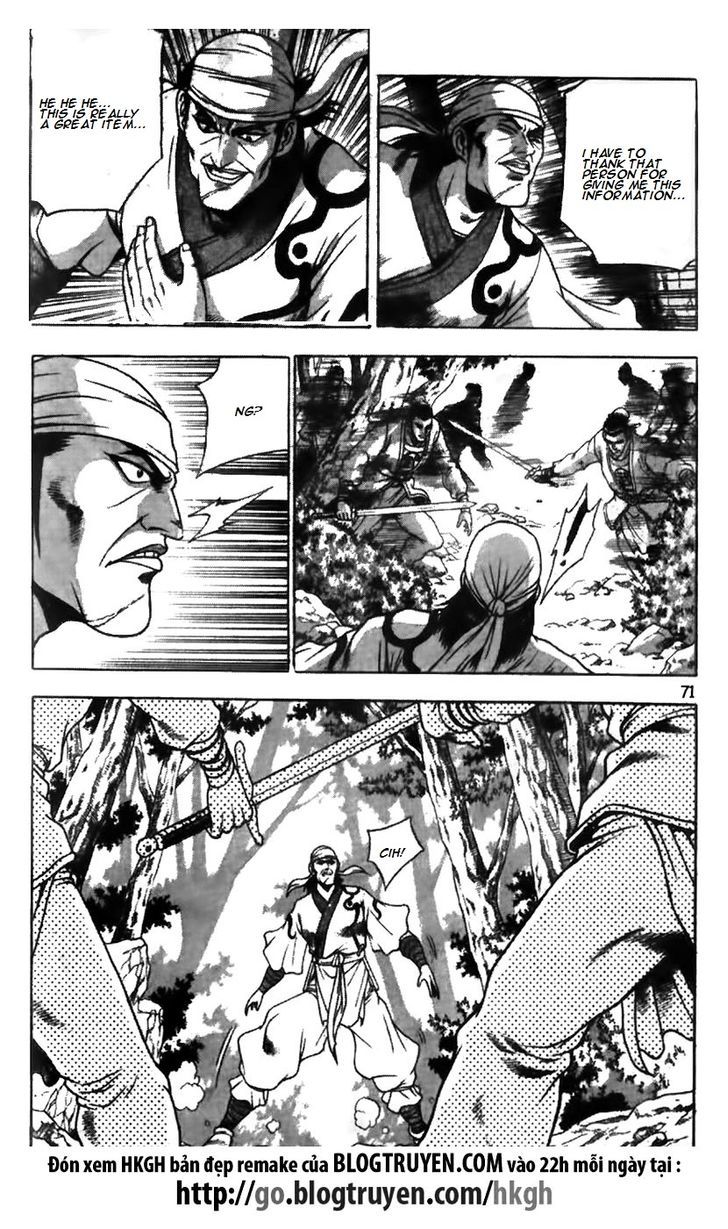 HE HE HE...
THIS IS REALLY
A GREAT ITEM...
I HAVE TO
THANK THAT
PERSON FOR
GIVING ME THIS
INFORMATION...
NG?
71
CIH!
Đón xem HKGH bản đẹp remake của BLOGTRUYEN.COM vào 22h mỗi ngày tại :
http://go.blogtruyen.com/hkgh